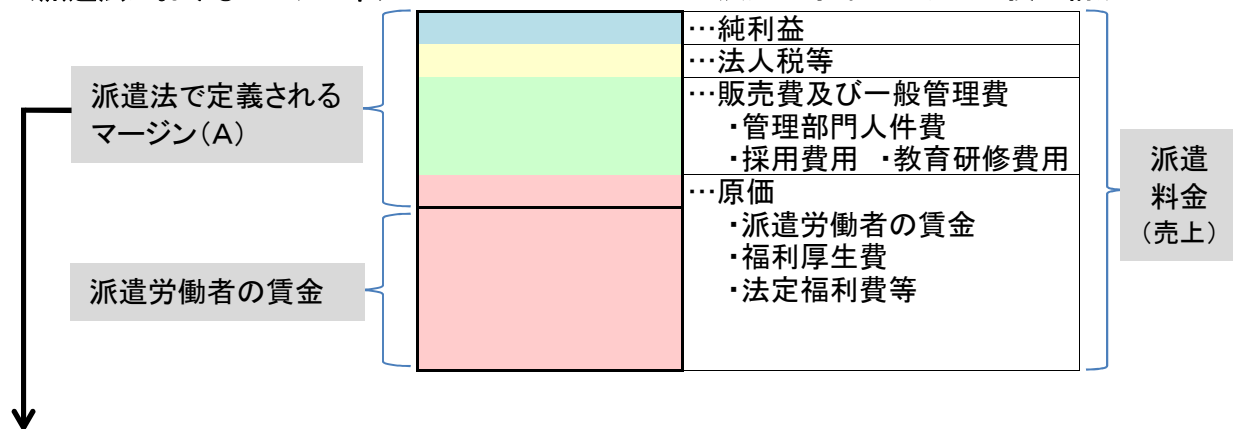 …純利益
…法人税等
派遣法で定義される
マージン(A)
…販売費及び一般管理費
・管理部門人件費
・採用費用 ・教育研修費用
…原価
・派遣労働者の賃金
・福利厚生費
・法定福利費等
派遣労働者の賃金
派遣
料金
(売上)